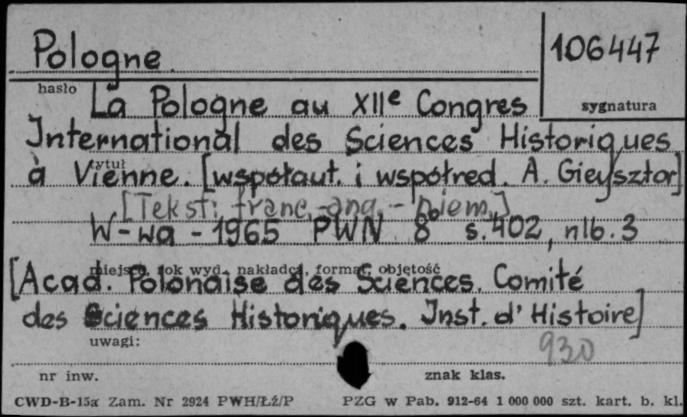 Pologne 106447
hasło sygnatura
La Pologne au XIIe Congres
International des Sciences Historiques
tytuł
à Vienne. [współaut. i współred. A. Gieysztor]
[Tekst: franc.-ang.-niem.]
W-wa - 1965 PWN 8° s.402, nlb.3
miejsce, rok wyd., nakładca, format, objętość
[Acad. Polonaise des Sciences. Comité
des Sciences Historiques. Inst. d'Histoire]
uwagi:
930
nr inw. znak klas.
CWD-B-15a Zam. Nr 2924 PWH/Łź/P PZG w Pab. 912-64 1 000 000 szt. kart. b. kl.